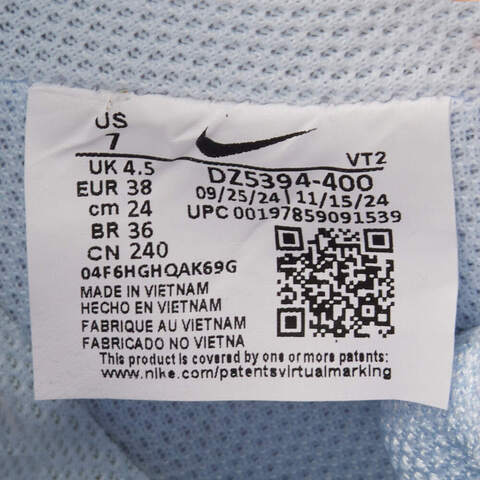 US
7
UK 4.5
EUR 38
cm 24
BR 36
CN 240
04F6HGHQAK69G
MADE IN VIETNAM
HECHO EN VIETNAM
FABRIQUE AU VIETNAM
FABRICADO NO VIETNAM
VT2
DZ5394-400
09/25/24 11/15/24
UPC 00197859091539
This product is covered by one or more patents:
www.nike.com/patentsvirtualmarking